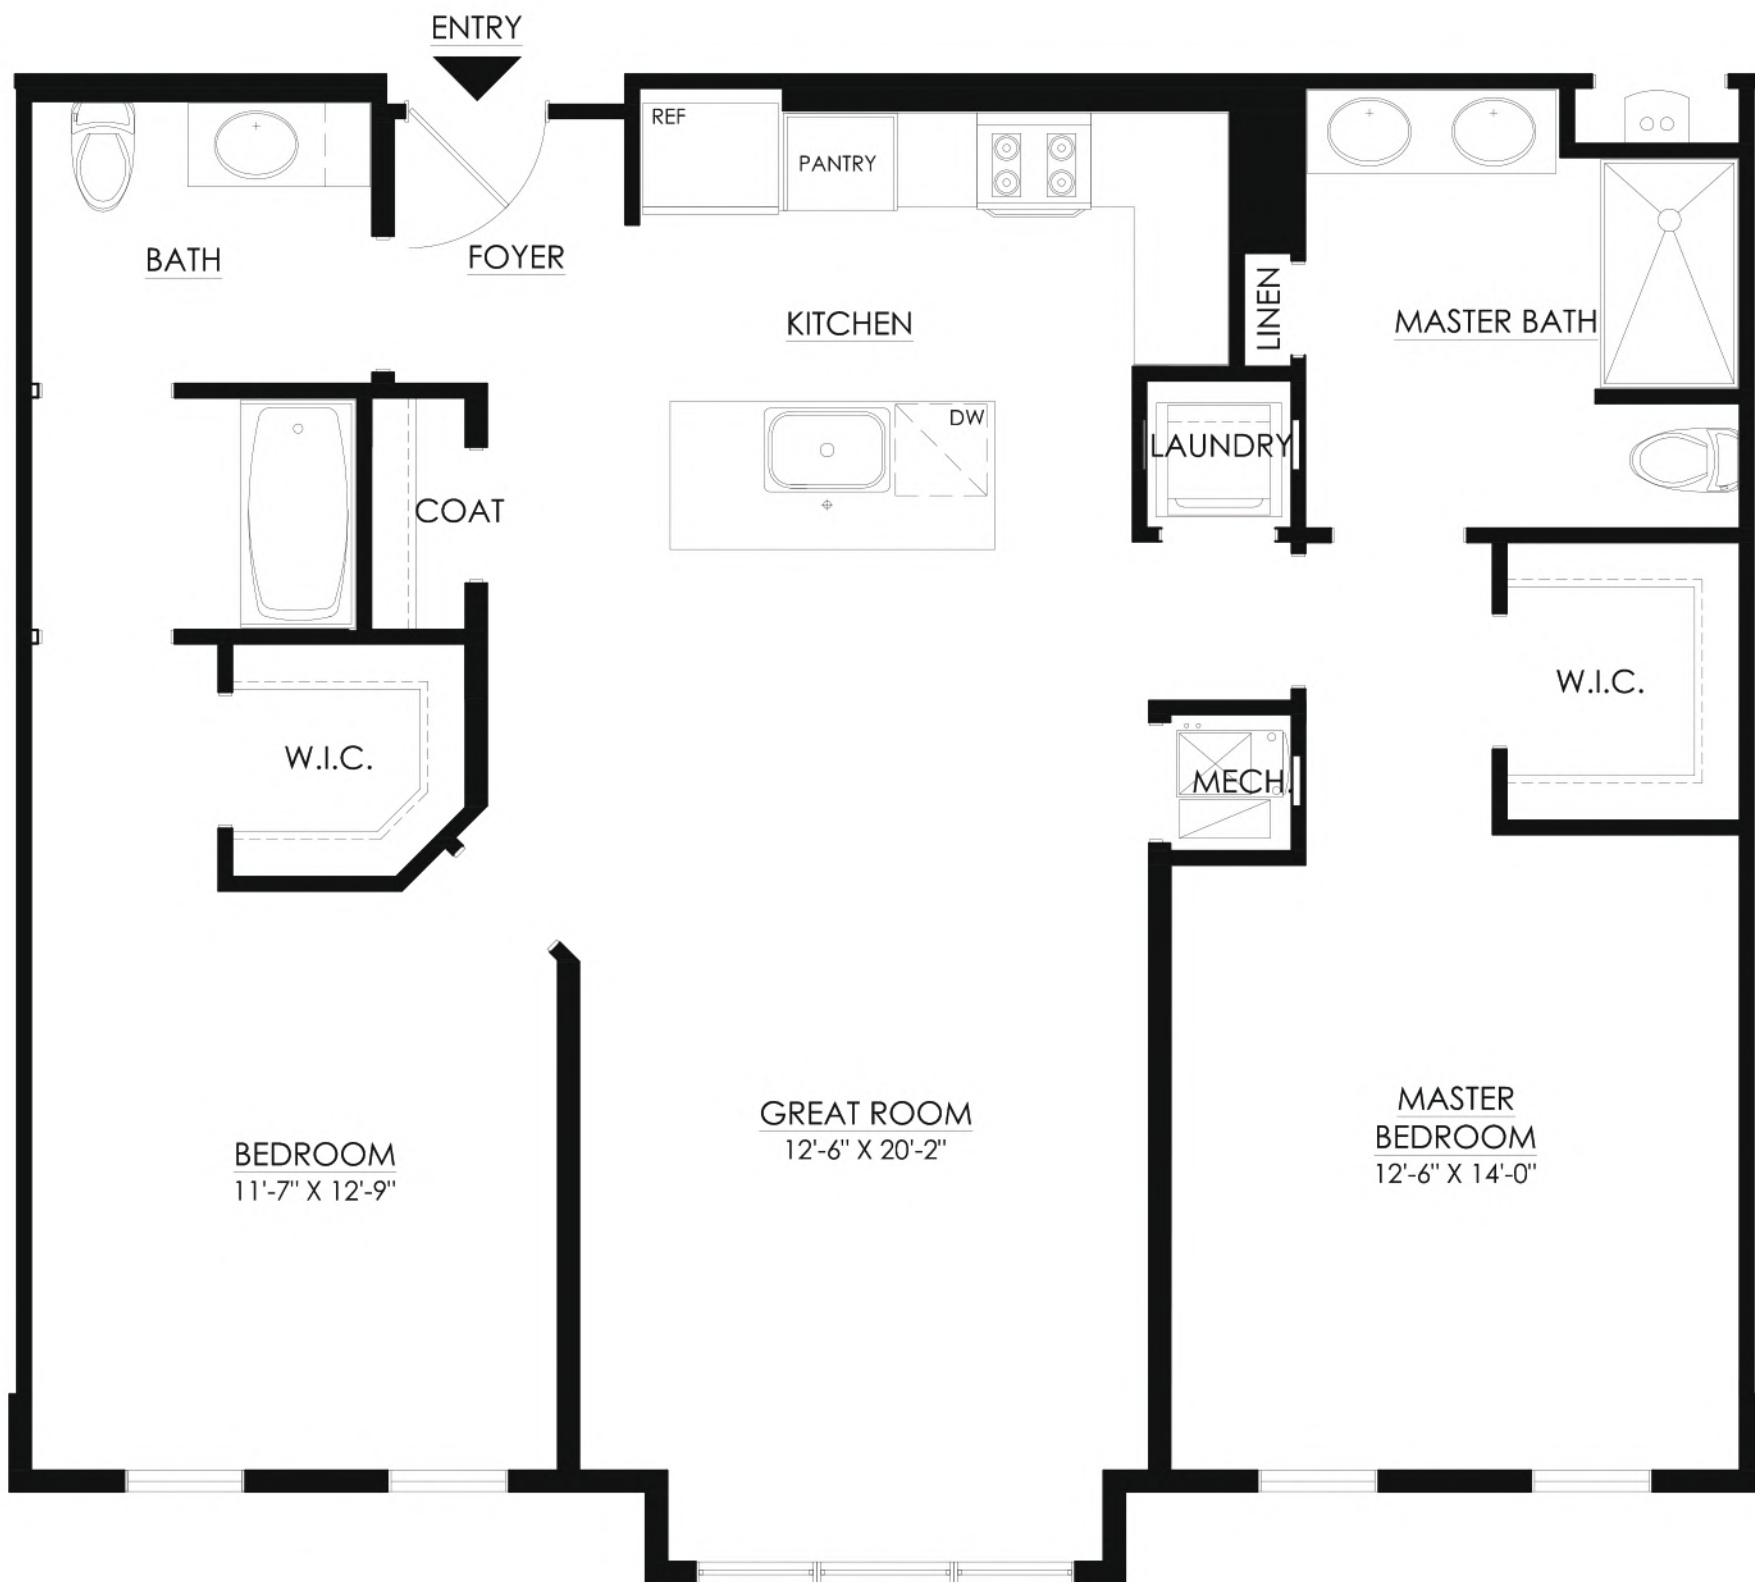 ENTRY
REF
PANTRY
BATH
FOYER
KITCHEN
LINEN
MASTER BATH
DW
LAUNDRY
COAT
W.I.C.
W.I.C.
MECH.
GREAT ROOM
12'-6" X 20'-2"
MASTER
BEDROOM
12'-6" X 14'-0"
BEDROOM
11'-7" X 12'-9"